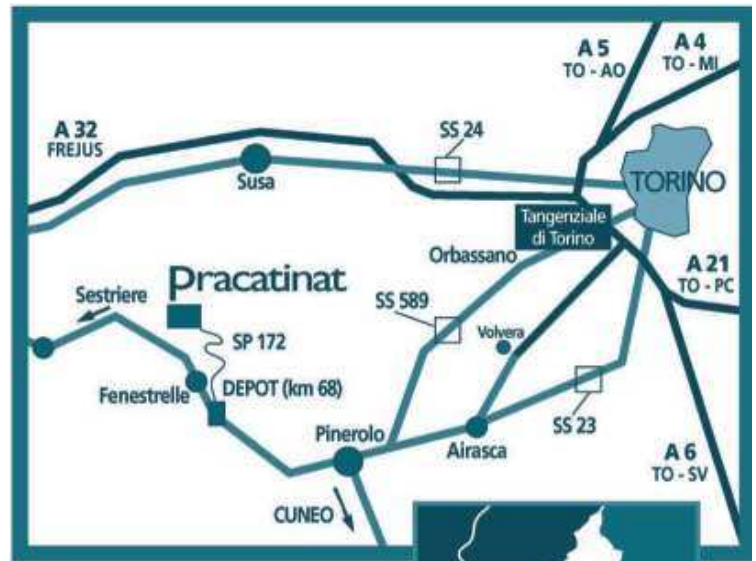 A 5
TO - AO
A 4
TO - MI
A 32
FREJUS
SS 24
Susa
TORINO
Tangenziale
di Torino
Orbassano
A 21
TO - PC
pracatinat
Sestriere
SS 589
SP 172
Volvera
Fenestrelle
DEPOT (km 68)
Pinerolo
Airasca
SS 23
A 6
TO - SV
CUNEO